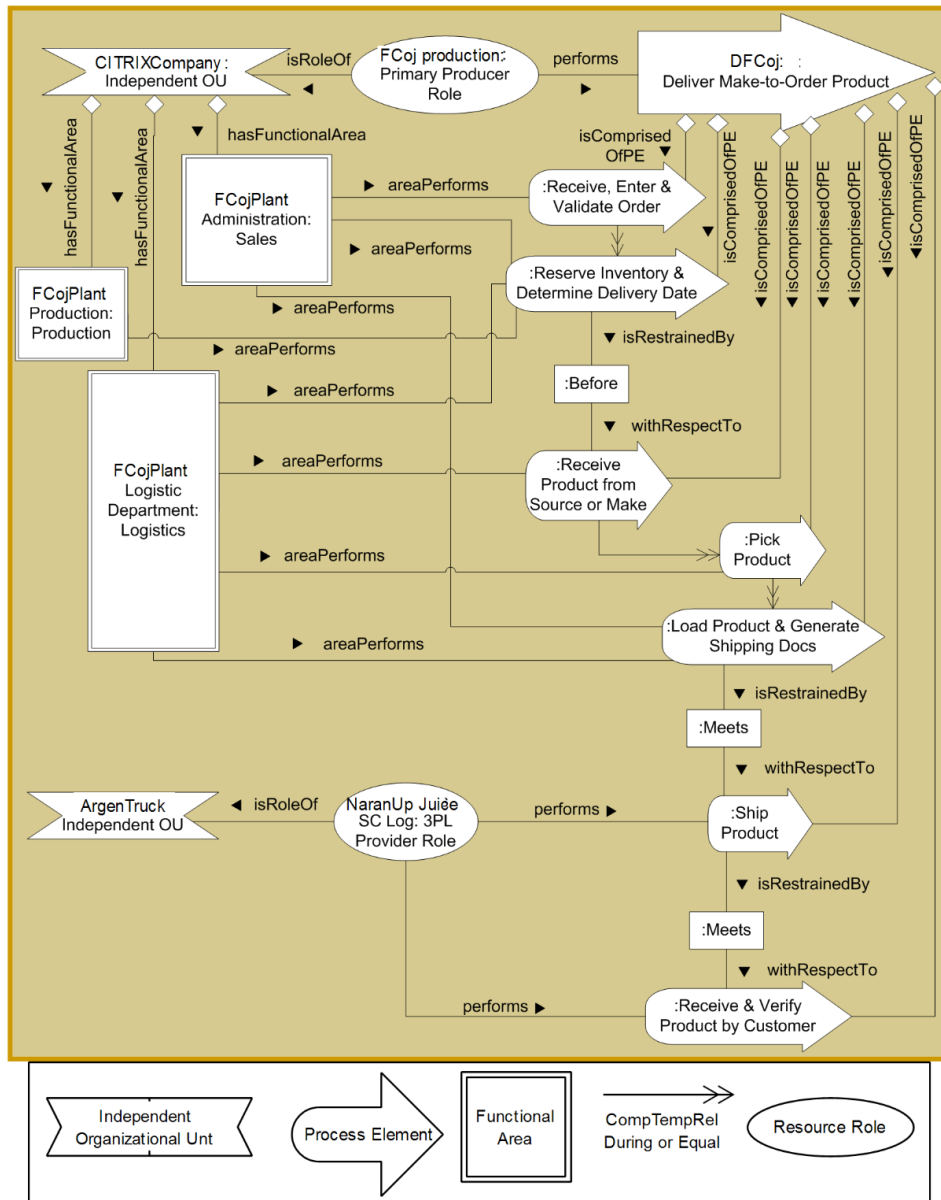 CITRIXCompany :
Independent OU
isRoleOf
FCoj production:
Primary Producer
Role
performs
DFCoj: :
Deliver Make-to-Order Product
hasFunctionalArea
hasFunctionalArea
hasFunctionalArea
isComprised
OfPE
isComprisedOfPE
isComprisedOfPE
isComprisedOfPE
isComprisedOfPE
isComprisedOfPE
isComprisedOfPE
isComprisedOfPE
FCojPlant
Administration:
Sales
areaPerforms
:Receive, Enter &
Validate Order
areaPerforms
:Reserve Inventory &
Determine Delivery Date
areaPerforms
FCojPlant
Production:
Production
areaPerforms
isRestrainedBy
areaPerforms
:Before
withRespectTo
FCojPlant
Logistic
Department:
Logistics
areaPerforms
:Receive
Product from
Source or Make
areaPerforms
:Pick
Product
:Load Product & Generate
Shipping Docs
areaPerforms
isRestrainedBy
:Meets
withRespectTo
ArgenTruck
Independent OU
isRoleOf
NaranUp Juice
SC Log: 3PL
Provider Role
performs
:Ship
Product
isRestrainedBy
:Meets
withRespectTo
performs
:Receive & Verify
Product by Customer
Independent
Organizational Unt
Process Element
Functional
Area
CompTempRel
During or Equal
Resource Role